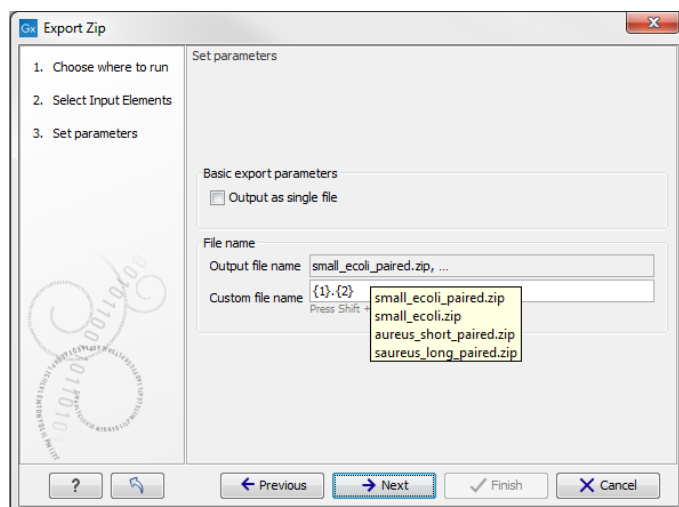 Gx Export Zip
1. Choose where to run
2. Select Input Elements
3. Set parameters
Set parameters
Basic export parameters
Output as single file
File name
Output file name small_ecoli_paired.zip, ...
Custom file name {1}.{2}
Press Shift +
small_ecoli_paired.zip
small_ecoli.zip
aureus_short_paired.zip
saureus_long_paired.zip
? Previous Next Finish Cancel